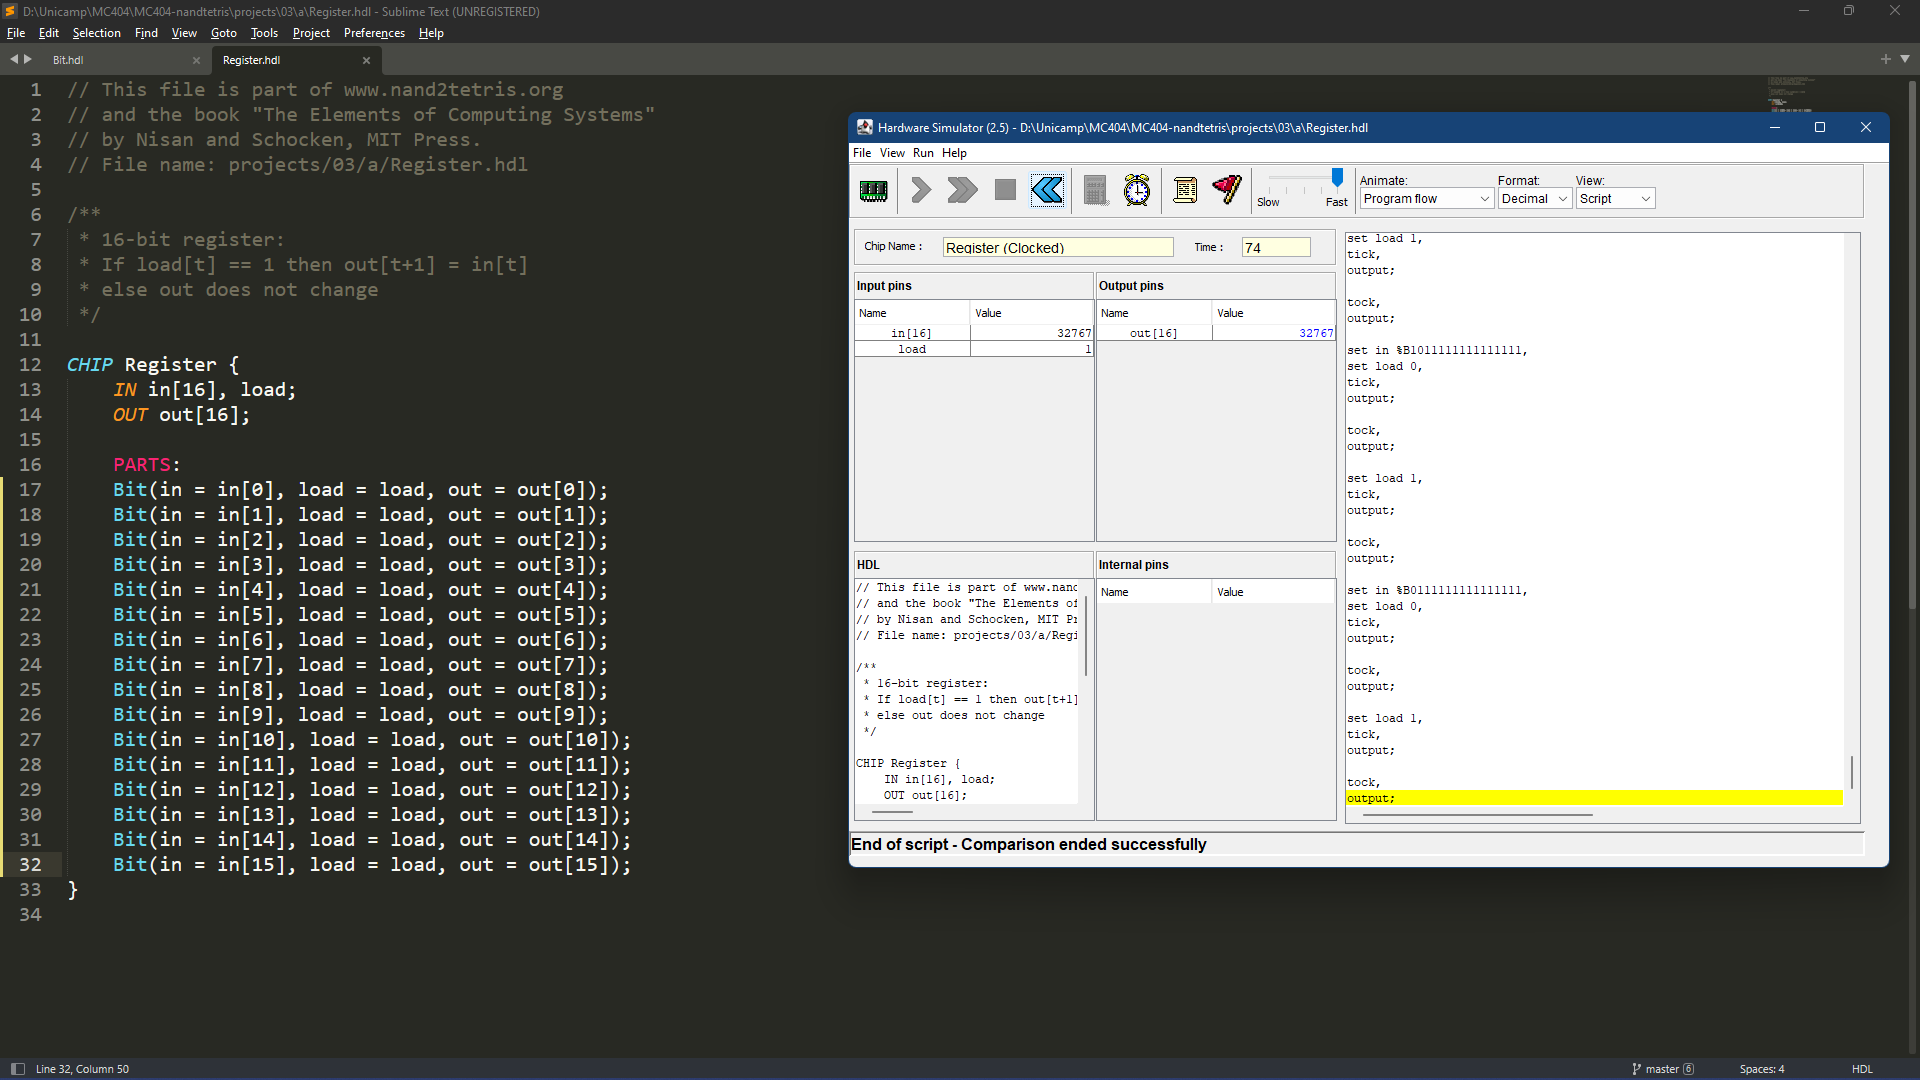 D:\Unicamp\MC404\MC404-nandtetris\projects\03\a\Register.hdl - Sublime Text (UNREGISTERED)
File Edit Selection Find View Goto Tools Project Preferences Help
Bit.hdl
Register.hdl
1 // This file is part of www.nand2tetris.org
2 // and the book "The Elements of Computing Systems"
3 // by Nisan and Schocken, MIT Press.
4 // File name: projects/03/a/Register.hdl
5
6 /**
7 * 16-bit register:
8 * If load[t] == 1 then out[t+1] = in[t]
9 * else out does not change
10 */
11
12 CHIP Register {
13 IN in[16], load;
14 OUT out[16];
15
16 PARTS:
17 Bit(in = in[0], load = load, out = out[0]);
18 Bit(in = in[1], load = load, out = out[1]);
19 Bit(in = in[2], load = load, out = out[2]);
20 Bit(in = in[3], load = load, out = out[3]);
21 Bit(in = in[4], load = load, out = out[4]);
22 Bit(in = in[5], load = load, out = out[5]);
23 Bit(in = in[6], load = load, out = out[6]);
24 Bit(in = in[7], load = load, out = out[7]);
25 Bit(in = in[8], load = load, out = out[8]);
26 Bit(in = in[9], load = load, out = out[9]);
27 Bit(in = in[10], load = load, out = out[10]);
28 Bit(in = in[11], load = load, out = out[11]);
29 Bit(in = in[12], load = load, out = out[12]);
30 Bit(in = in[13], load = load, out = out[13]);
31 Bit(in = in[14], load = load, out = out[14]);
32 Bit(in = in[15], load = load, out = out[15]);
33 }
34
Hardware Simulator (2.5) - D:\Unicamp\MC404\MC404-nandtetris\projects\03\a\Register.hdl
File View Run Help
Slow Fast
Animate: Format: View:
Program flow Decimal Script
Chip Name : Register (Clocked) Time : 74
Input pins
Name Value
in[16] 32767
load 1
Output pins
Name Value
out[16] 32767
HDL
// This file is part of www.nand
// and the book "The Elements of
// by Nisan and Schocken, MIT Pr
// File name: projects/03/a/Regi
/**
* 16-bit register:
* If load[t] == 1 then out[t+1]
* else out does not change
*/
CHIP Register {
IN in[16], load;
OUT out[16];
Internal pins
Name Value
set load 1,
tick,
output;
tock,
output;
set in %B1011111111111111,
set load 0,
tick,
output;
tock,
output;
set load 1,
tick,
output;
tock,
output;
set in %B0111111111111111,
set load 0,
tick,
output;
tock,
output;
set load 1,
tick,
output;
tock,
output;
End of script - Comparison ended successfully
Line 32, Column 50
master 6
Spaces: 4
HDL